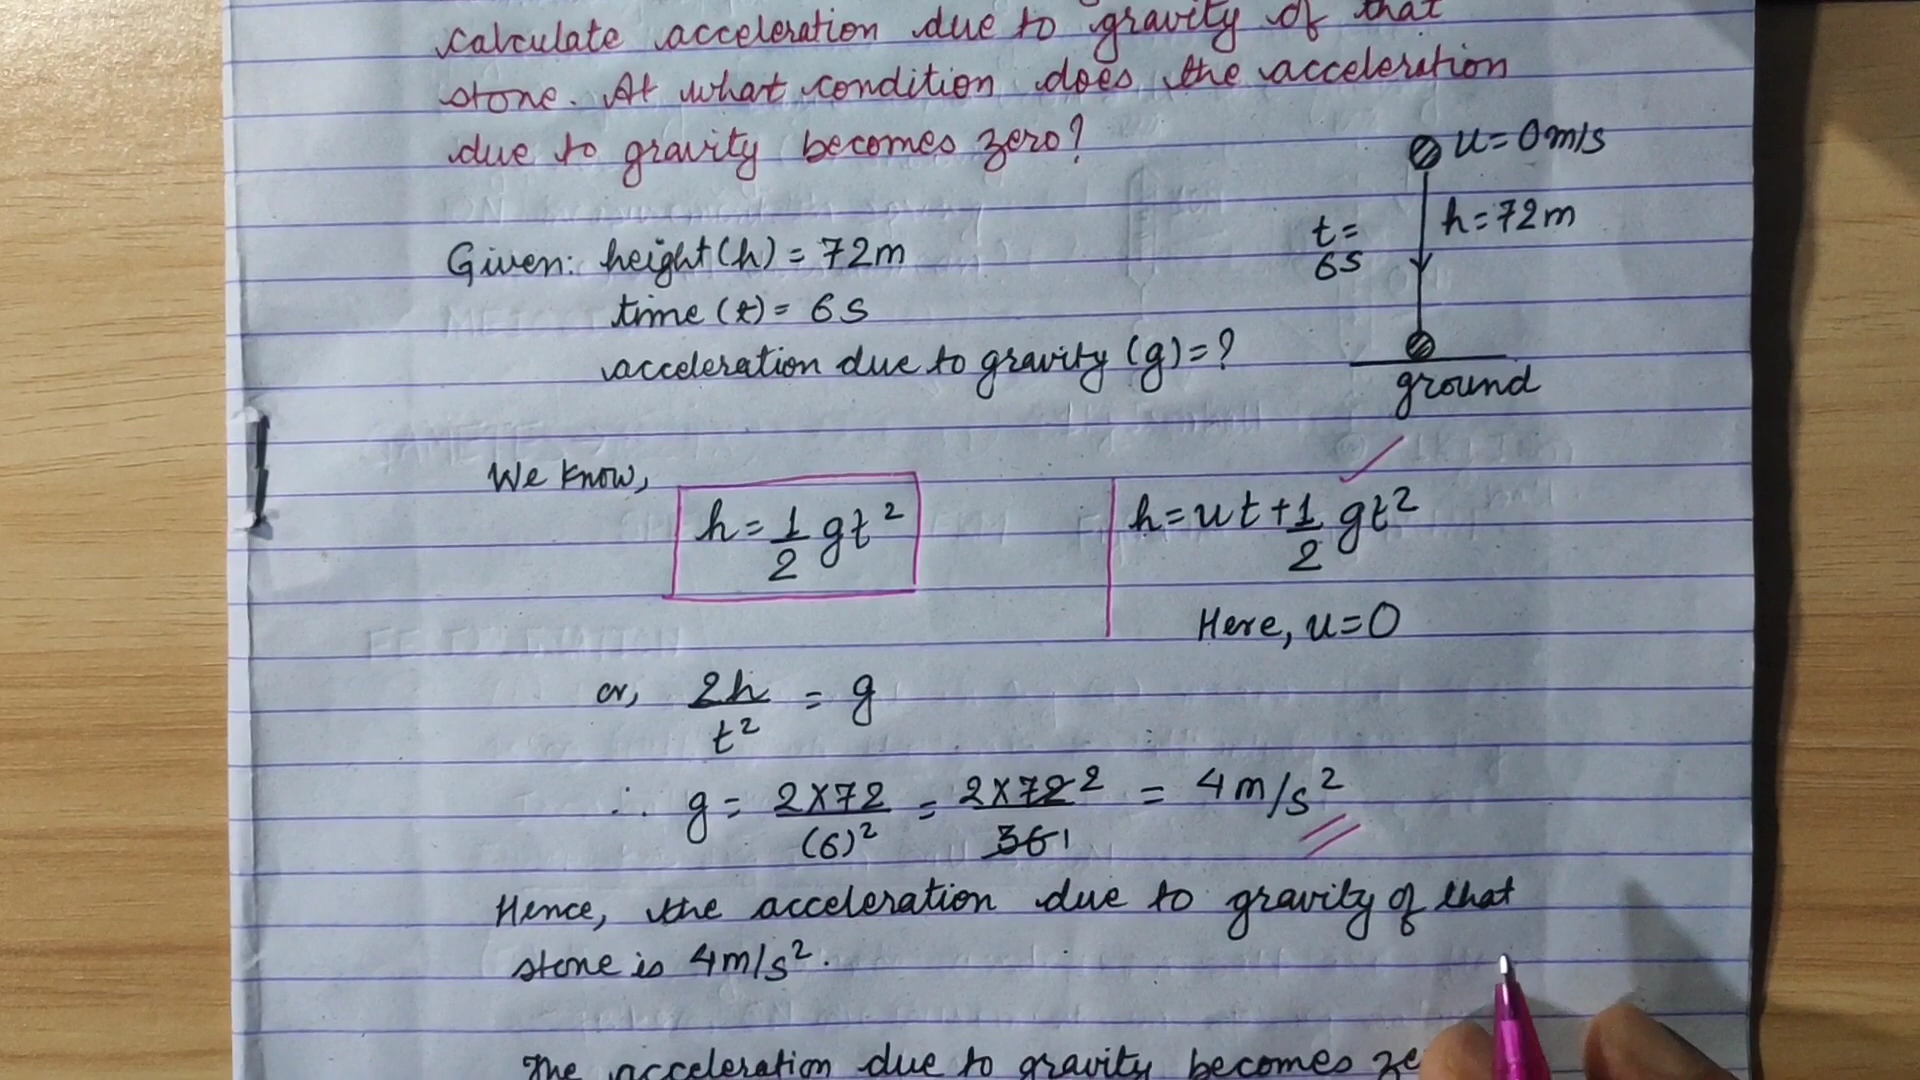 calculate acceleration due to gravity of that
stone. At what condition does the acceleration
due to gravity becomes zero?
u=0m/s
h=72m
t=
6s
ground
Given: height(h)=72m
time (t)= 6s
acceleration due to gravity (g)=?
We know,
h=1/2 gt²
h=ut+1/2 gt²
Here, u=0
or, 2h/t² = g
∴ g= 2×72/(6)² = 2×72 2/36 1 = 4m/s²
Hence, the acceleration due to gravity of that
stone is 4m/s².
The acceleration due to gravity becomes ze